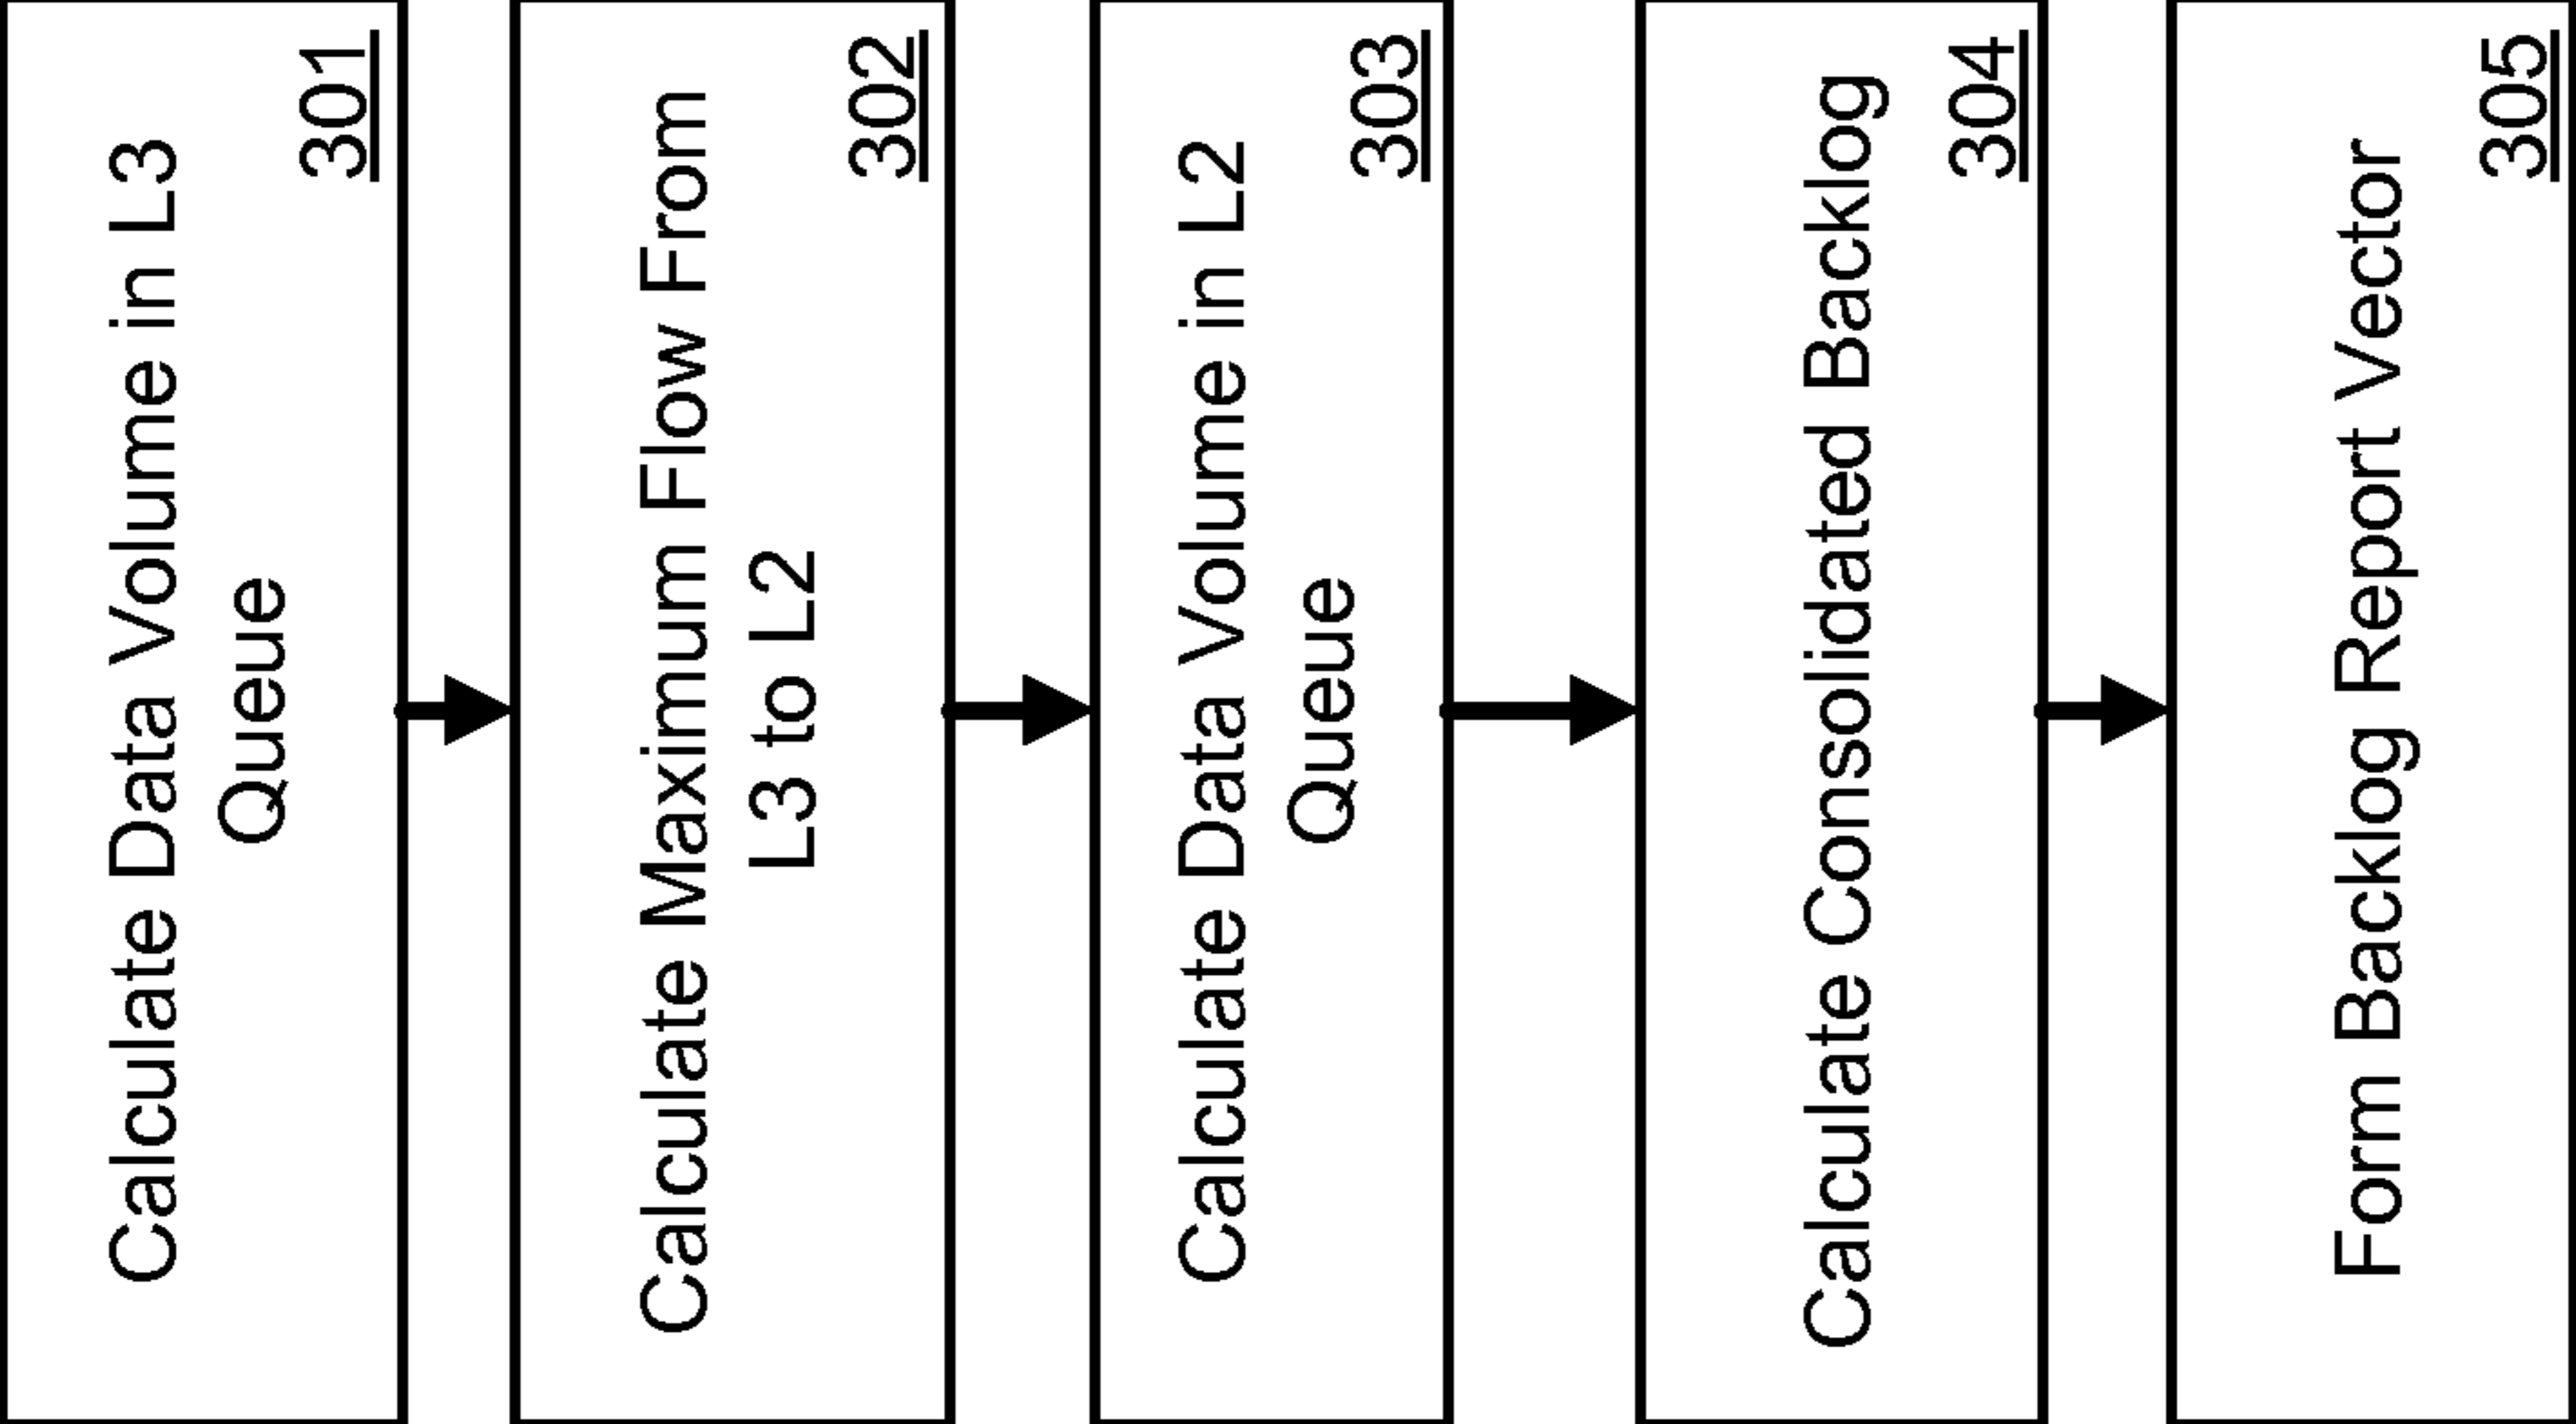 Calculate Data Volume in L3
Queue
301
Calculate Maximum Flow From
L3 to L2
302
Calculate Data Volume in L2
Queue
303
Calculate Consolidated Backlog
304
Form Backlog Report Vector
305